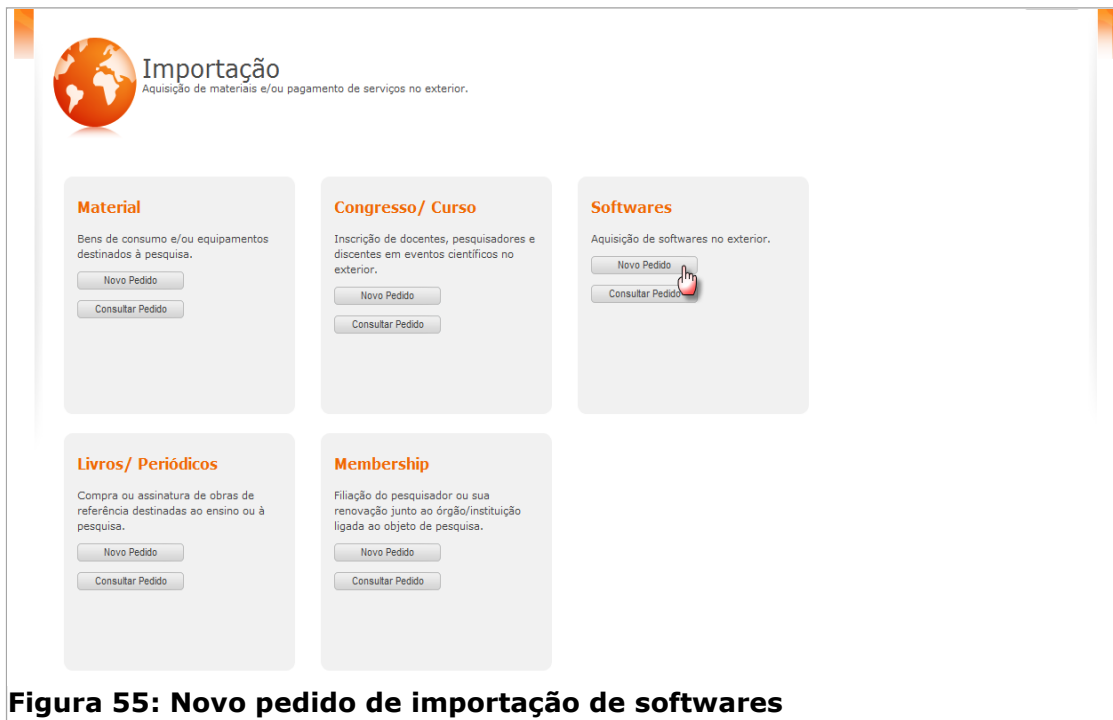 Importação
Aquisição de materiais e/ou pagamento de serviços no exterior.
Material
Bens de consumo e/ou equipamentos
destinados à pesquisa.
Novo Pedido
Consultar Pedido
Congresso/ Curso
Inscrição de docentes, pesquisadores e
discentes em eventos científicos no
exterior.
Novo Pedido
Consultar Pedido
Softwares
Aquisição de softwares no exterior.
Novo Pedido
Consultar Pedido
Livros/ Periódicos
Compra ou assinatura de obras de
referência destinadas ao ensino ou à
pesquisa.
Novo Pedido
Consultar Pedido
Membership
Filiação do pesquisador ou sua
renovação junto ao órgão/instituição
ligada ao objeto de pesquisa.
Novo Pedido
Consultar Pedido
Figura 55: Novo pedido de importação de softwares